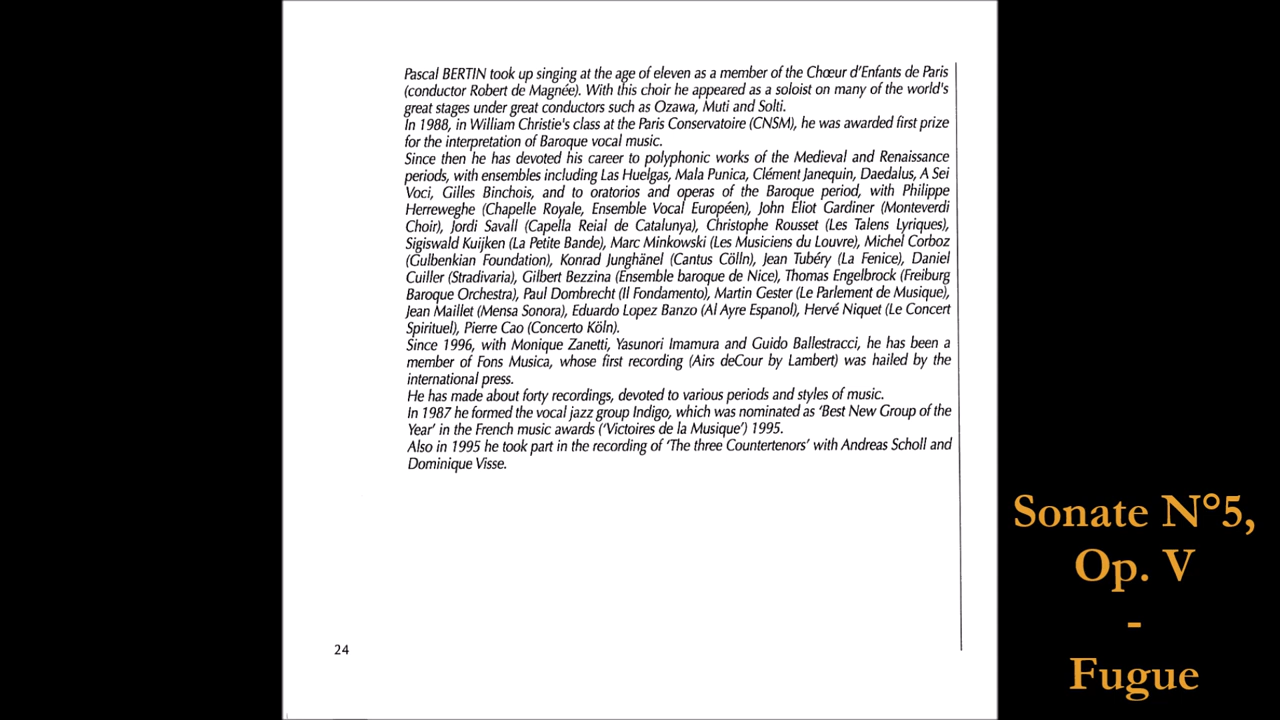 Pascal BERTIN took up singing at the age of eleven as a member of the Chœur d'Enfants de Paris
(conductor Robert de Magnée). With this choir he appeared as a soloist on many of the world's
great stages under great conductors such as Ozawa, Muti and Solti.
In 1988, in William Christie's class at the Paris Conservatoire (CNSM), he was awarded first prize
for the interpretation of Baroque vocal music.
Since then he has devoted his career to polyphonic works of the Medieval and Renaissance
periods, with ensembles including Las Huelgas, Mala Punica, Clément Janequin, Daedalus, A Sei
Voci, Gilles Binchois, and to oratorios and operas of the Baroque period, with Philippe
Herreweghe (Chapelle Royale, Ensemble Vocal Européen), John Eliot Gardiner (Monteverdi
Choir), Jordi Savall (Capella Reial de Catalunya), Christophe Rousset (Les Talens Lyriques),
Sigiswald Kuijken (La Petite Bande), Marc Minkowski (Les Musiciens du Louvre), Michel Corboz
(Gulbenkian Foundation), Konrad Junghänel (Cantus Cölln), Jean Tubéry (La Fenice), Daniel
Cuiller (Stradivaria), Gilbert Bezzina (Ensemble baroque de Nice), Thomas Engelbrock (Freiburg
Baroque Orchestra), Paul Dombrecht (Il Fondamento), Martin Gester (Le Parlement de Musique),
Jean Maillet (Mensa Sonora), Eduardo Lopez Banzo (Al Ayre Espanol), Hervé Niquet (Le Concert
Spirituel), Pierre Cao (Concerto Köln).
Since 1996, with Monique Zanetti, Yasunori Imamura and Guido Ballestracci, he has been a
member of Fons Musica, whose first recording (Airs deCour by Lambert) was hailed by the
international press.
He has made about forty recordings, devoted to various periods and styles of music.
In 1987 he formed the vocal jazz group Indigo, which was nominated as 'Best New Group of the
Year' in the French music awards ('Victoires de la Musique') 1995.
Also in 1995 he took part in the recording of 'The three Countertenors' with Andreas Scholl and
Dominique Visse.
24
Sonate N°5,
Op. V
-
Fugue